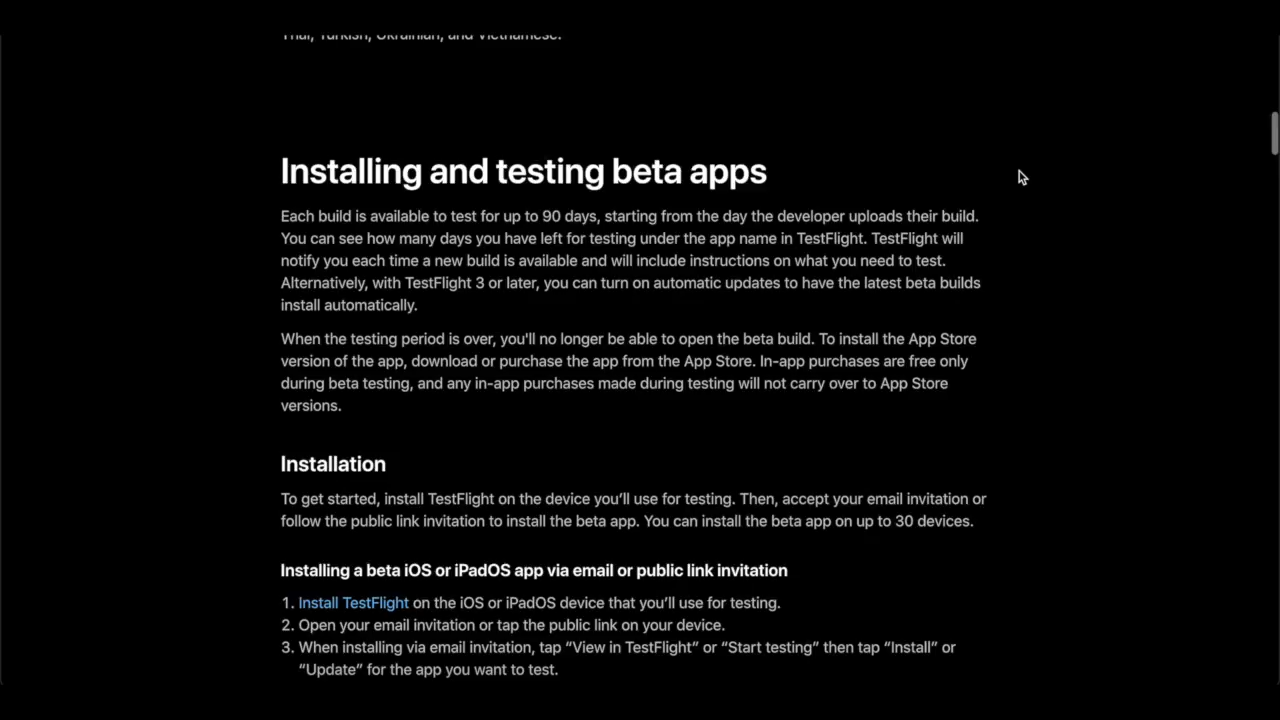 Thai, Turkish, Ukrainian, and Vietnamese.
Installing and testing beta apps
Each build is available to test for up to 90 days, starting from the day the developer uploads their build.
You can see how many days you have left for testing under the app name in TestFlight. TestFlight will
notify you each time a new build is available and will include instructions on what you need to test.
Alternatively, with TestFlight 3 or later, you can turn on automatic updates to have the latest beta builds
install automatically.
When the testing period is over, you'll no longer be able to open the beta build. To install the App Store
version of the app, download or purchase the app from the App Store. In-app purchases are free only
during beta testing, and any in-app purchases made during testing will not carry over to App Store
versions.
Installation
To get started, install TestFlight on the device you’ll use for testing. Then, accept your email invitation or
follow the public link invitation to install the beta app. You can install the beta app on up to 30 devices.
Installing a beta iOS or iPadOS app via email or public link invitation
1. Install TestFlight on the iOS or iPadOS device that you’ll use for testing.
2. Open your email invitation or tap the public link on your device.
3. When installing via email invitation, tap “View in TestFlight” or “Start testing” then tap “Install” or
“Update” for the app you want to test.